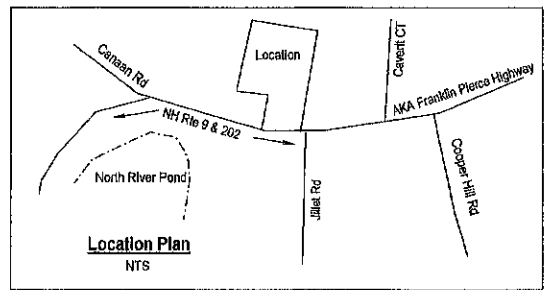 Canaan Rd
Location
Caverit CT
AKA Franklin Pierce Highway
NH Rte 9 & 202
North River Pond
Jillet Rd
Cooper Hill Rd
Location Plan
NTS